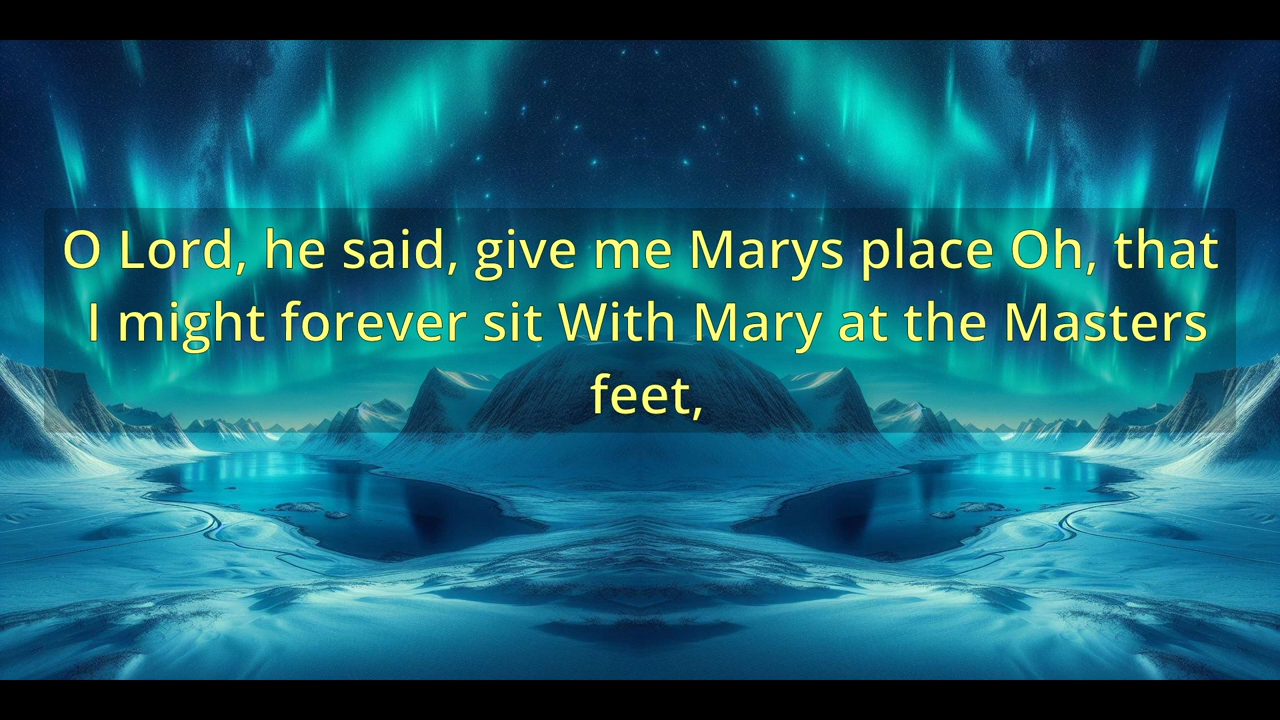 O Lord, he said, give me Marys place Oh, that
I might forever sit With Mary at the Masters
feet,